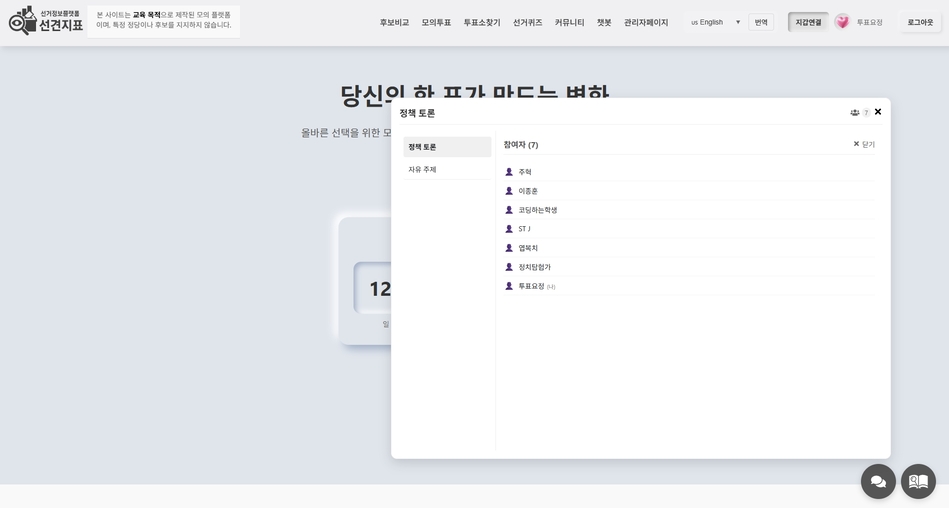 선거정보플랫폼
선견지표
본 사이트는 교육 목적으로 제작된 모의 플랫폼
이며, 특정 정당이나 후보를 지지하지 않습니다.
후보비교 모의투표 투표소찾기 선거퀴즈 커뮤니티 챗봇 관리자페이지
us English 번역 지갑연결 투표요정 로그아웃
당신의 한 표가 만드는 변화
올바른 선택을 위한 모
12
일
정책 토론
7
정책 토론
자유 주제
참여자 (7)
닫기
주혁
이종훈
코딩하는학생
ST J
엽복치
정치탐험가
투표요정 (나)